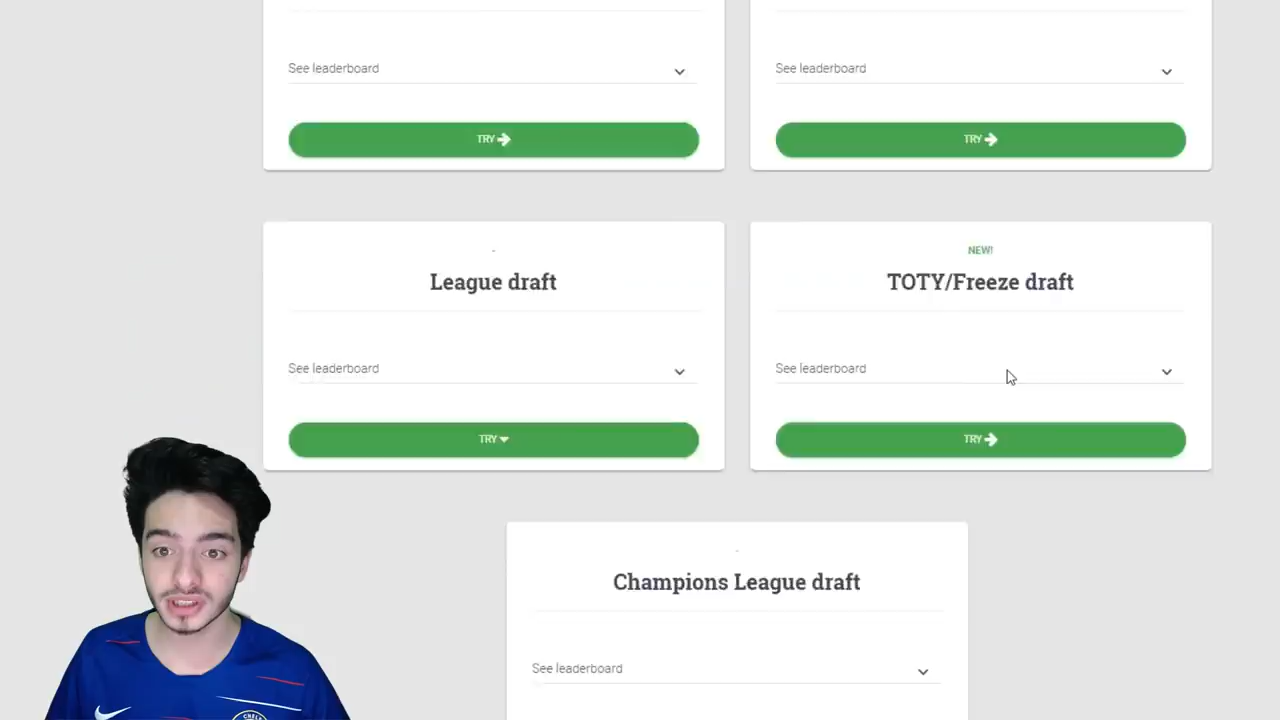 See leaderboard
See leaderboard
TRY
TRY
-
League draft
See leaderboard
TRY
NEW!
TOTY/Freeze draft
See leaderboard
TRY
-
Champions League draft
See leaderboard
CHELS